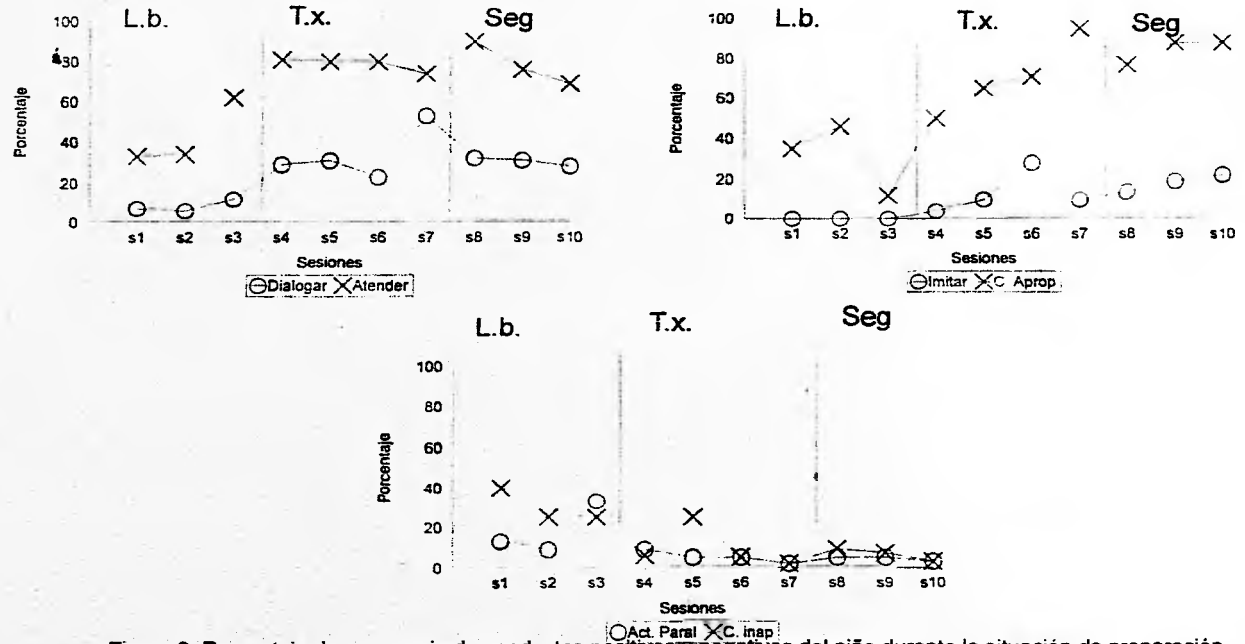 L.b. T.x. Seg
100
80
60
40
20
0
Porcentaje
s1 s2 s3 s4 s5 s6 s7 s8 s9 s10
Sesiones
Dialogar Atender
L.b. T.x. Seg
100
80
60
40
20
0
Porcentaje
s1 s2 s3 s4 s5 s6 s7 s8 s9 s10
Sesiones
Imitar C Aprop
L.b. T.x. Seg
100
80
60
40
20
0
Porcentaje
s1 s2 s3 s4 s5 s6 s7 s8 s9 s10
Sesiones
Act. Paral C. inap
del niño durante la situación de